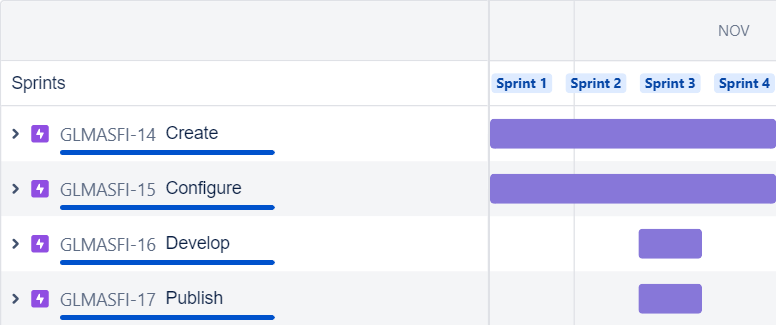 NOV
Sprints Sprint 1 Sprint 2 Sprint 3 Sprint 4
GLMASFI-14 Create
GLMASFI-15 Configure
GLMASFI-16 Develop
GLMASFI-17 Publish